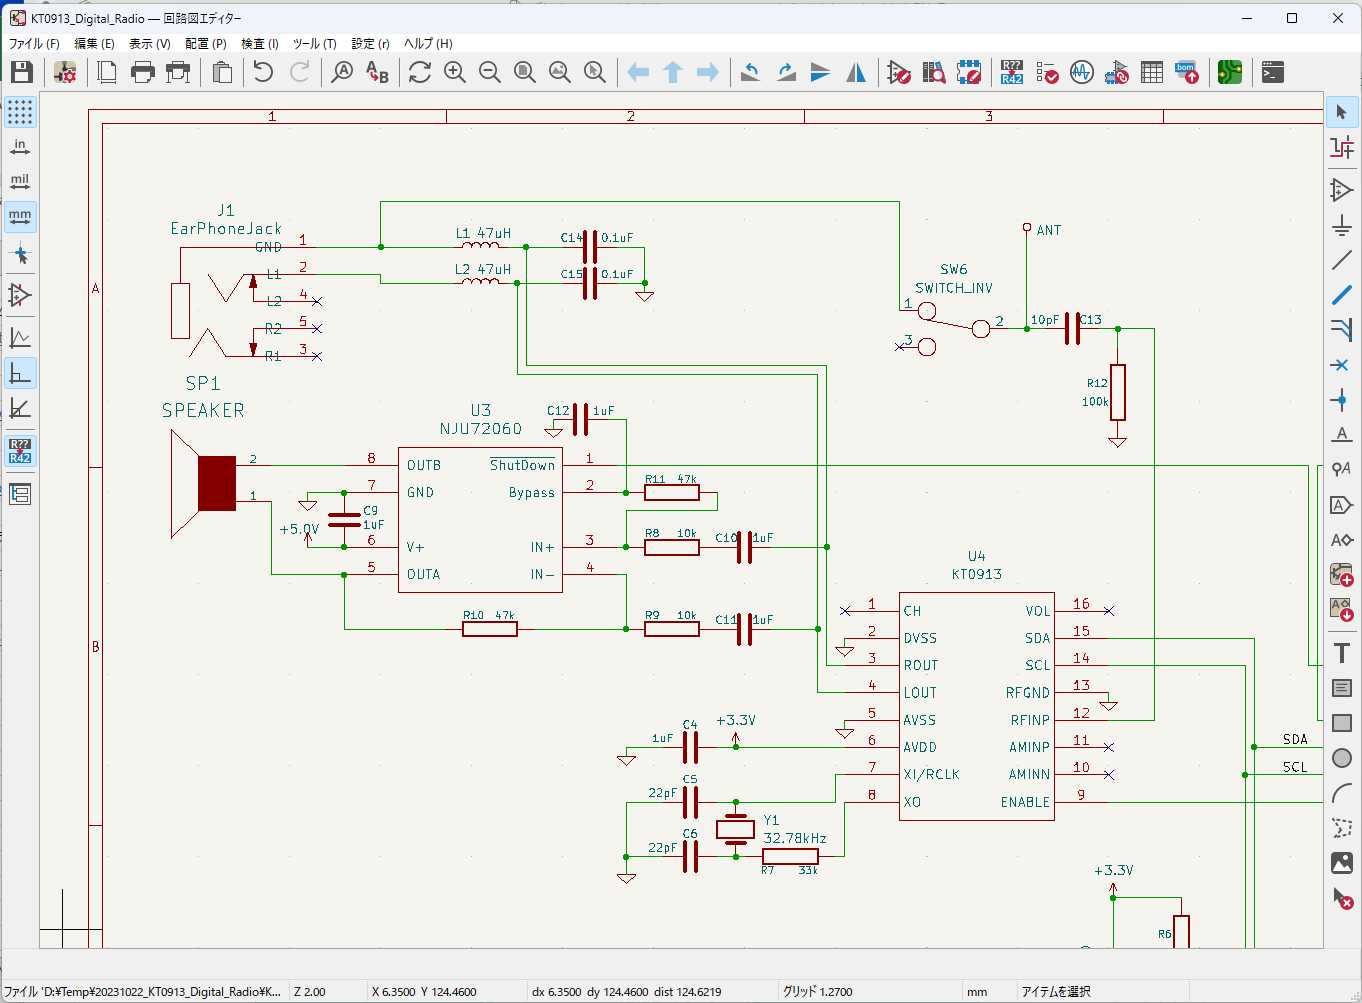 KT0913_Digital_Radio — 回路図エディター
ファイル (F) 編集 (E) 表示 (V) 配置 (P) 検査 (I) ツール (T) 設定 (r) ヘルプ (H)
R??
R42
bom
in
mil
mm
R??
R42
1 2 3
A
B
J1
EarPhoneJack
GND 1
L1 2
L2 4
R2 5
R1 3
L1 47uH
L2 47uH
C14 0.1uF
C15 0.1uF
ANT
SW6
SWITCH_INV
1
2
3
10pF C13
R12
100k
SP1
SPEAKER
2
1
U3
NJU72060
C12 1uF
8 OUTB
7 GND
6 V+
5 OUTA
ShutDown 1
Bypass 2
IN+ 3
IN− 4
C9
1uF
+5.0V
R11 47k
R8 10k
C10 1uF
R10 47k
R9 10k
C11 1uF
U4
KT0913
1 CH
2 DVSS
3 ROUT
4 LOUT
5 AVSS
6 AVDD
7 XI/RCLK
8 XO
VOL 16
SDA 15
SCL 14
RFGND 13
RFINP 12
AMINP 11
AMINN 10
ENABLE 9
C4
1uF
+3.3V
C5
22pF
C6
22pF
Y1
32.78kHz
R7 33k
SDA
SCL
+3.3V
R6
ファイル 'D:¥Temp¥20231022_KT0913_Digital_Radio¥K... Z 2.00 X 6.3500 Y 124.4600 dx 6.3500 dy 124.4600 dist 124.6219 グリッド 1.2700 mm アイテムを選択